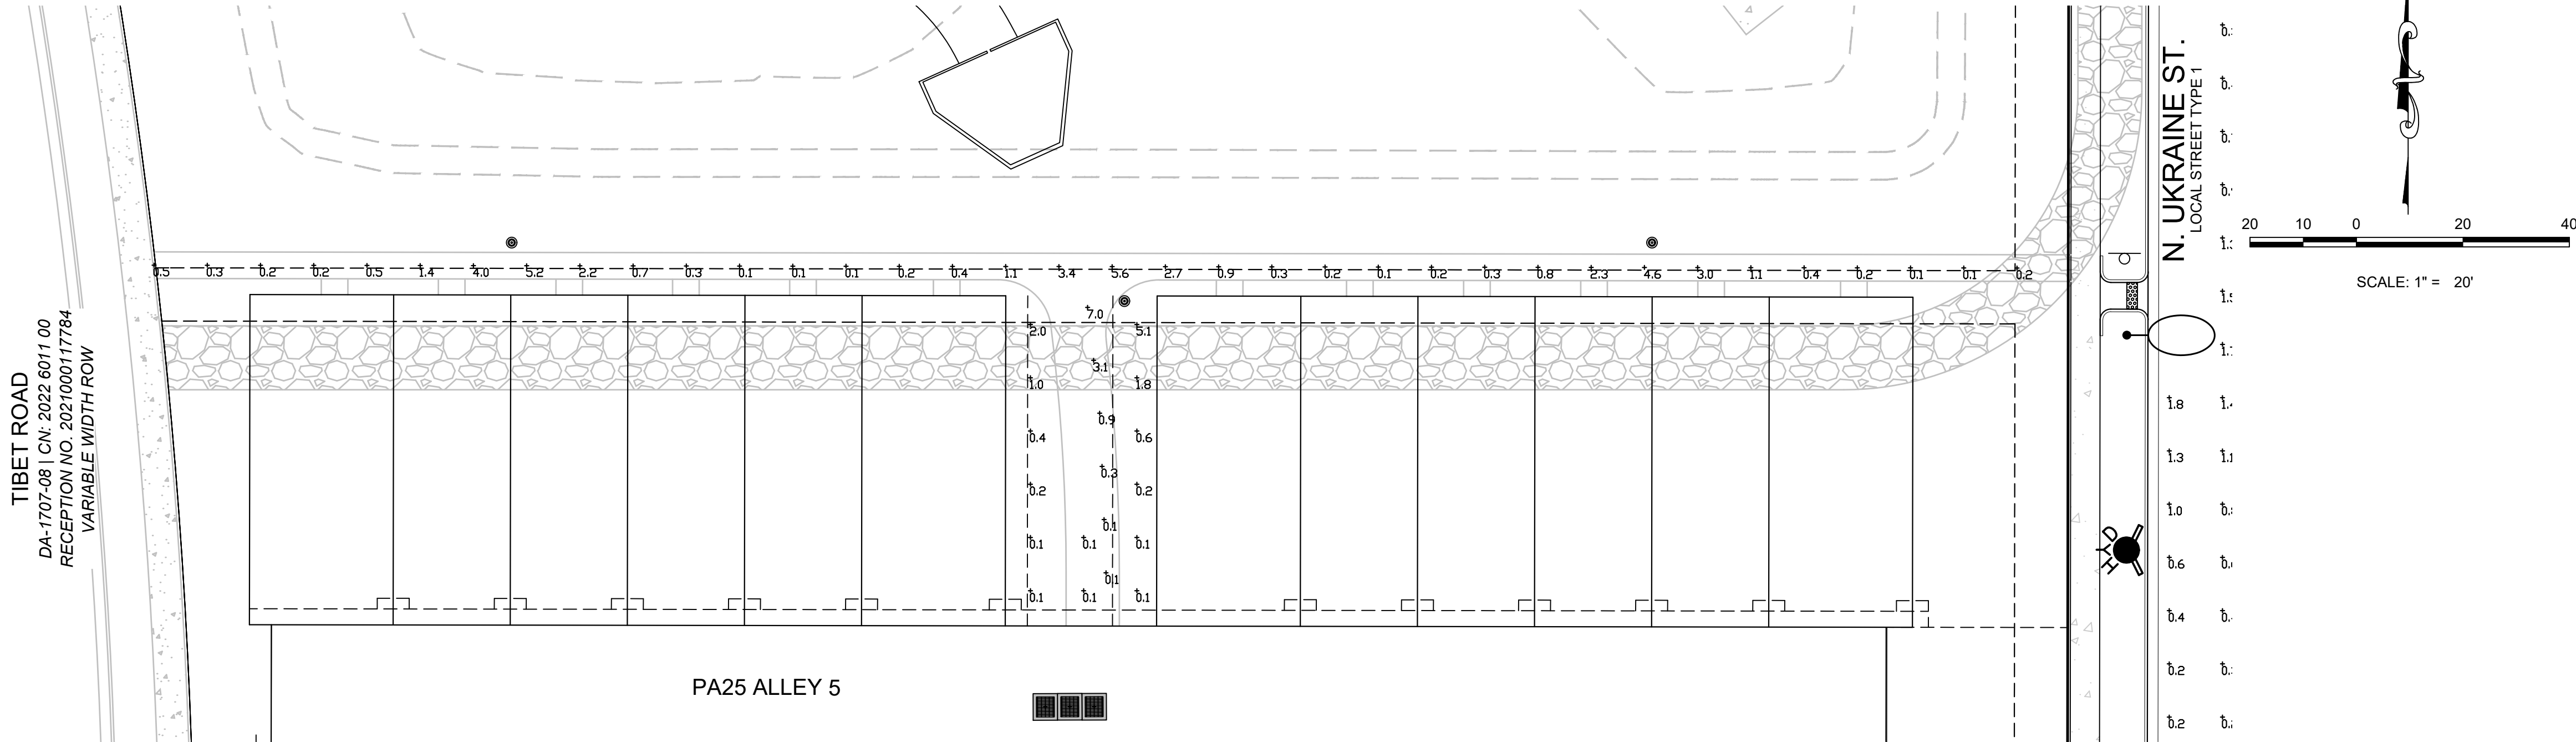 TIBET ROAD
DA-1707-08 | CN: 2022 6011 00
RECEPTION NO. 2021000117784
VARIABLE WIDTH ROW
0.5 0.3 0.2 0.2 0.5 1.4 4.0 5.2 2.2 0.7 0.3 0.1 0.1 0.1 0.2 0.4 1.1 3.4 5.6 2.7 0.9 0.3 0.2 0.1 0.2 0.3 0.8 2.3 4.6 3.0 1.1 0.4 0.2 0.1 0.1 0.2
7.0
2.0 5.1
3.1
1.0 1.8
0.9
0.4 0.6
0.3
0.2 0.2
0.1
0.1 0.1 0.1
0.1
0.1 0.1 0.1
PA25 ALLEY 5
N. UKRAINE ST.
LOCAL STREET TYPE 1
HYD
1.8
1.3
1.0
0.6
0.4
0.2
0.2
20 10 0 20 40
SCALE: 1" = 20'